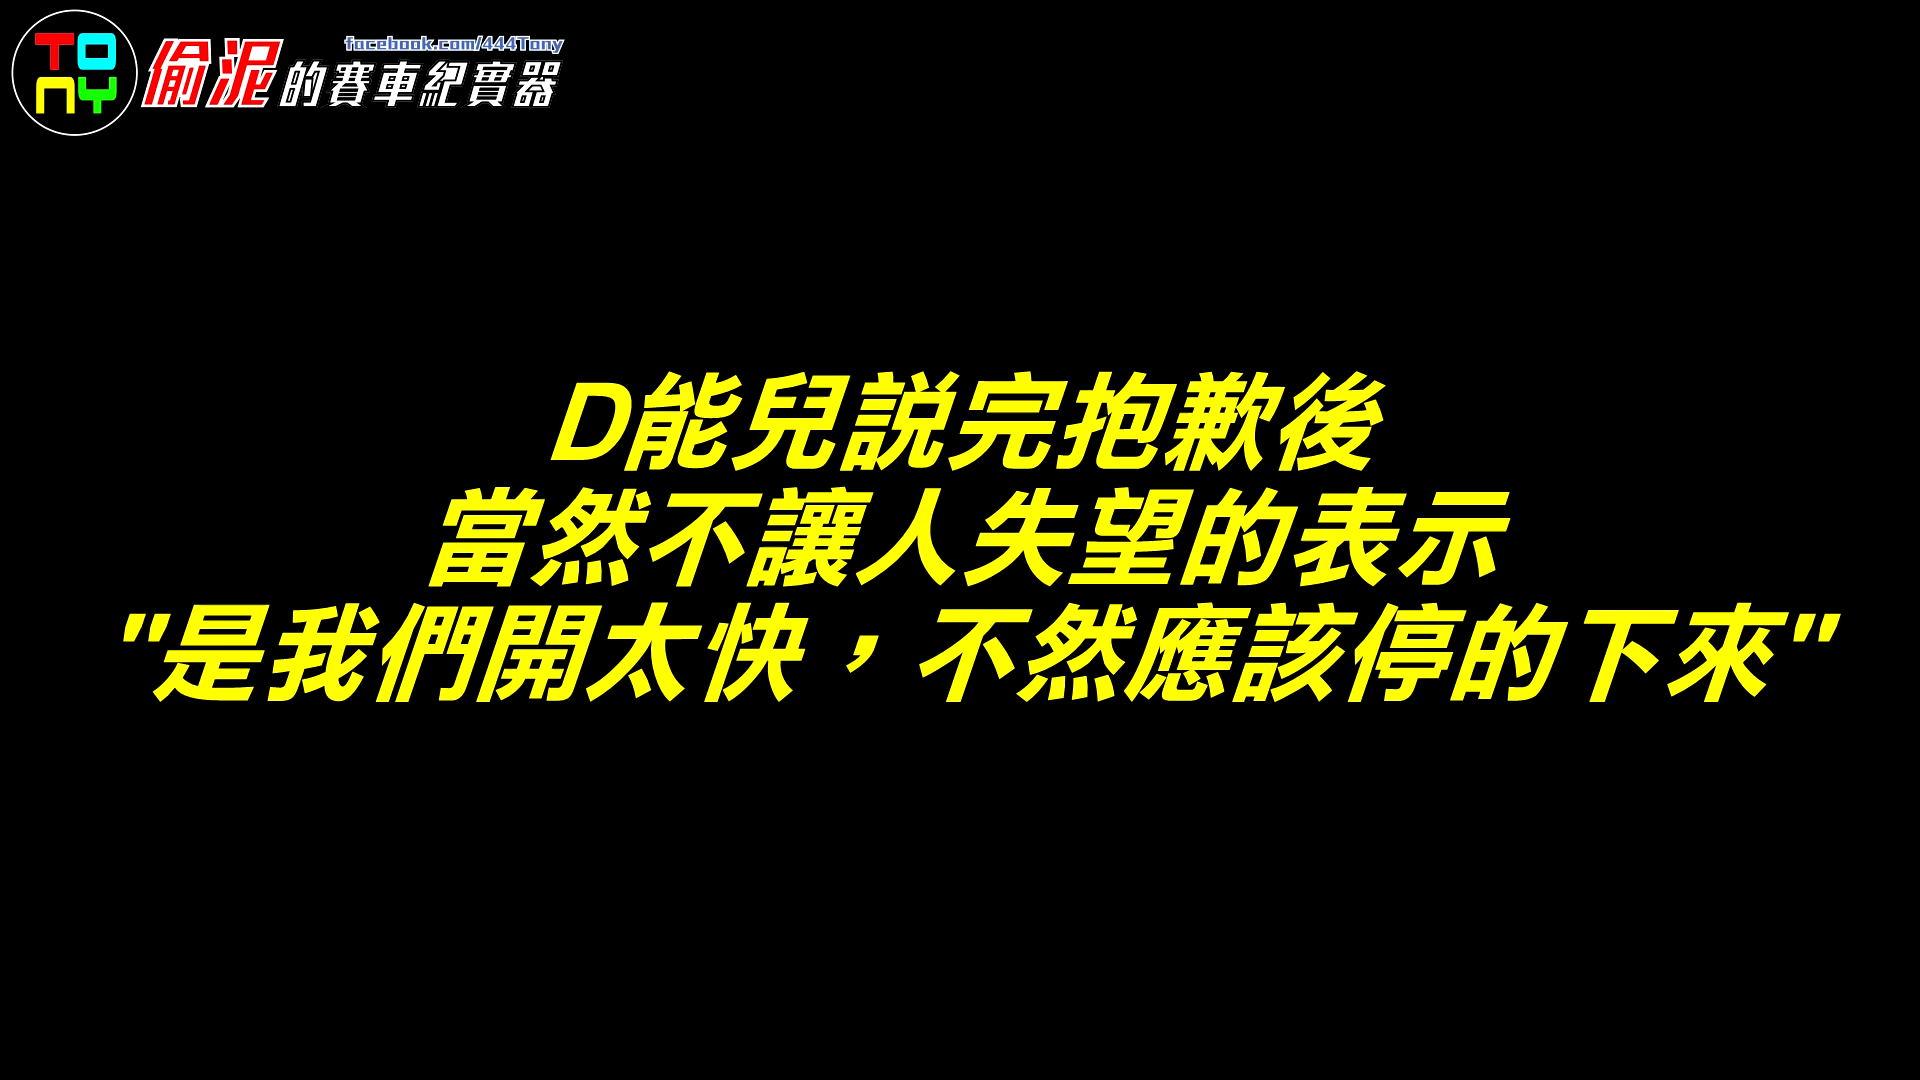 TONY
facebook.com/444Tony
偷泥的賽車紀實器
D能兒説完抱歉後
當然不讓人失望的表示
"是我們開太快，不然應該停的下來"